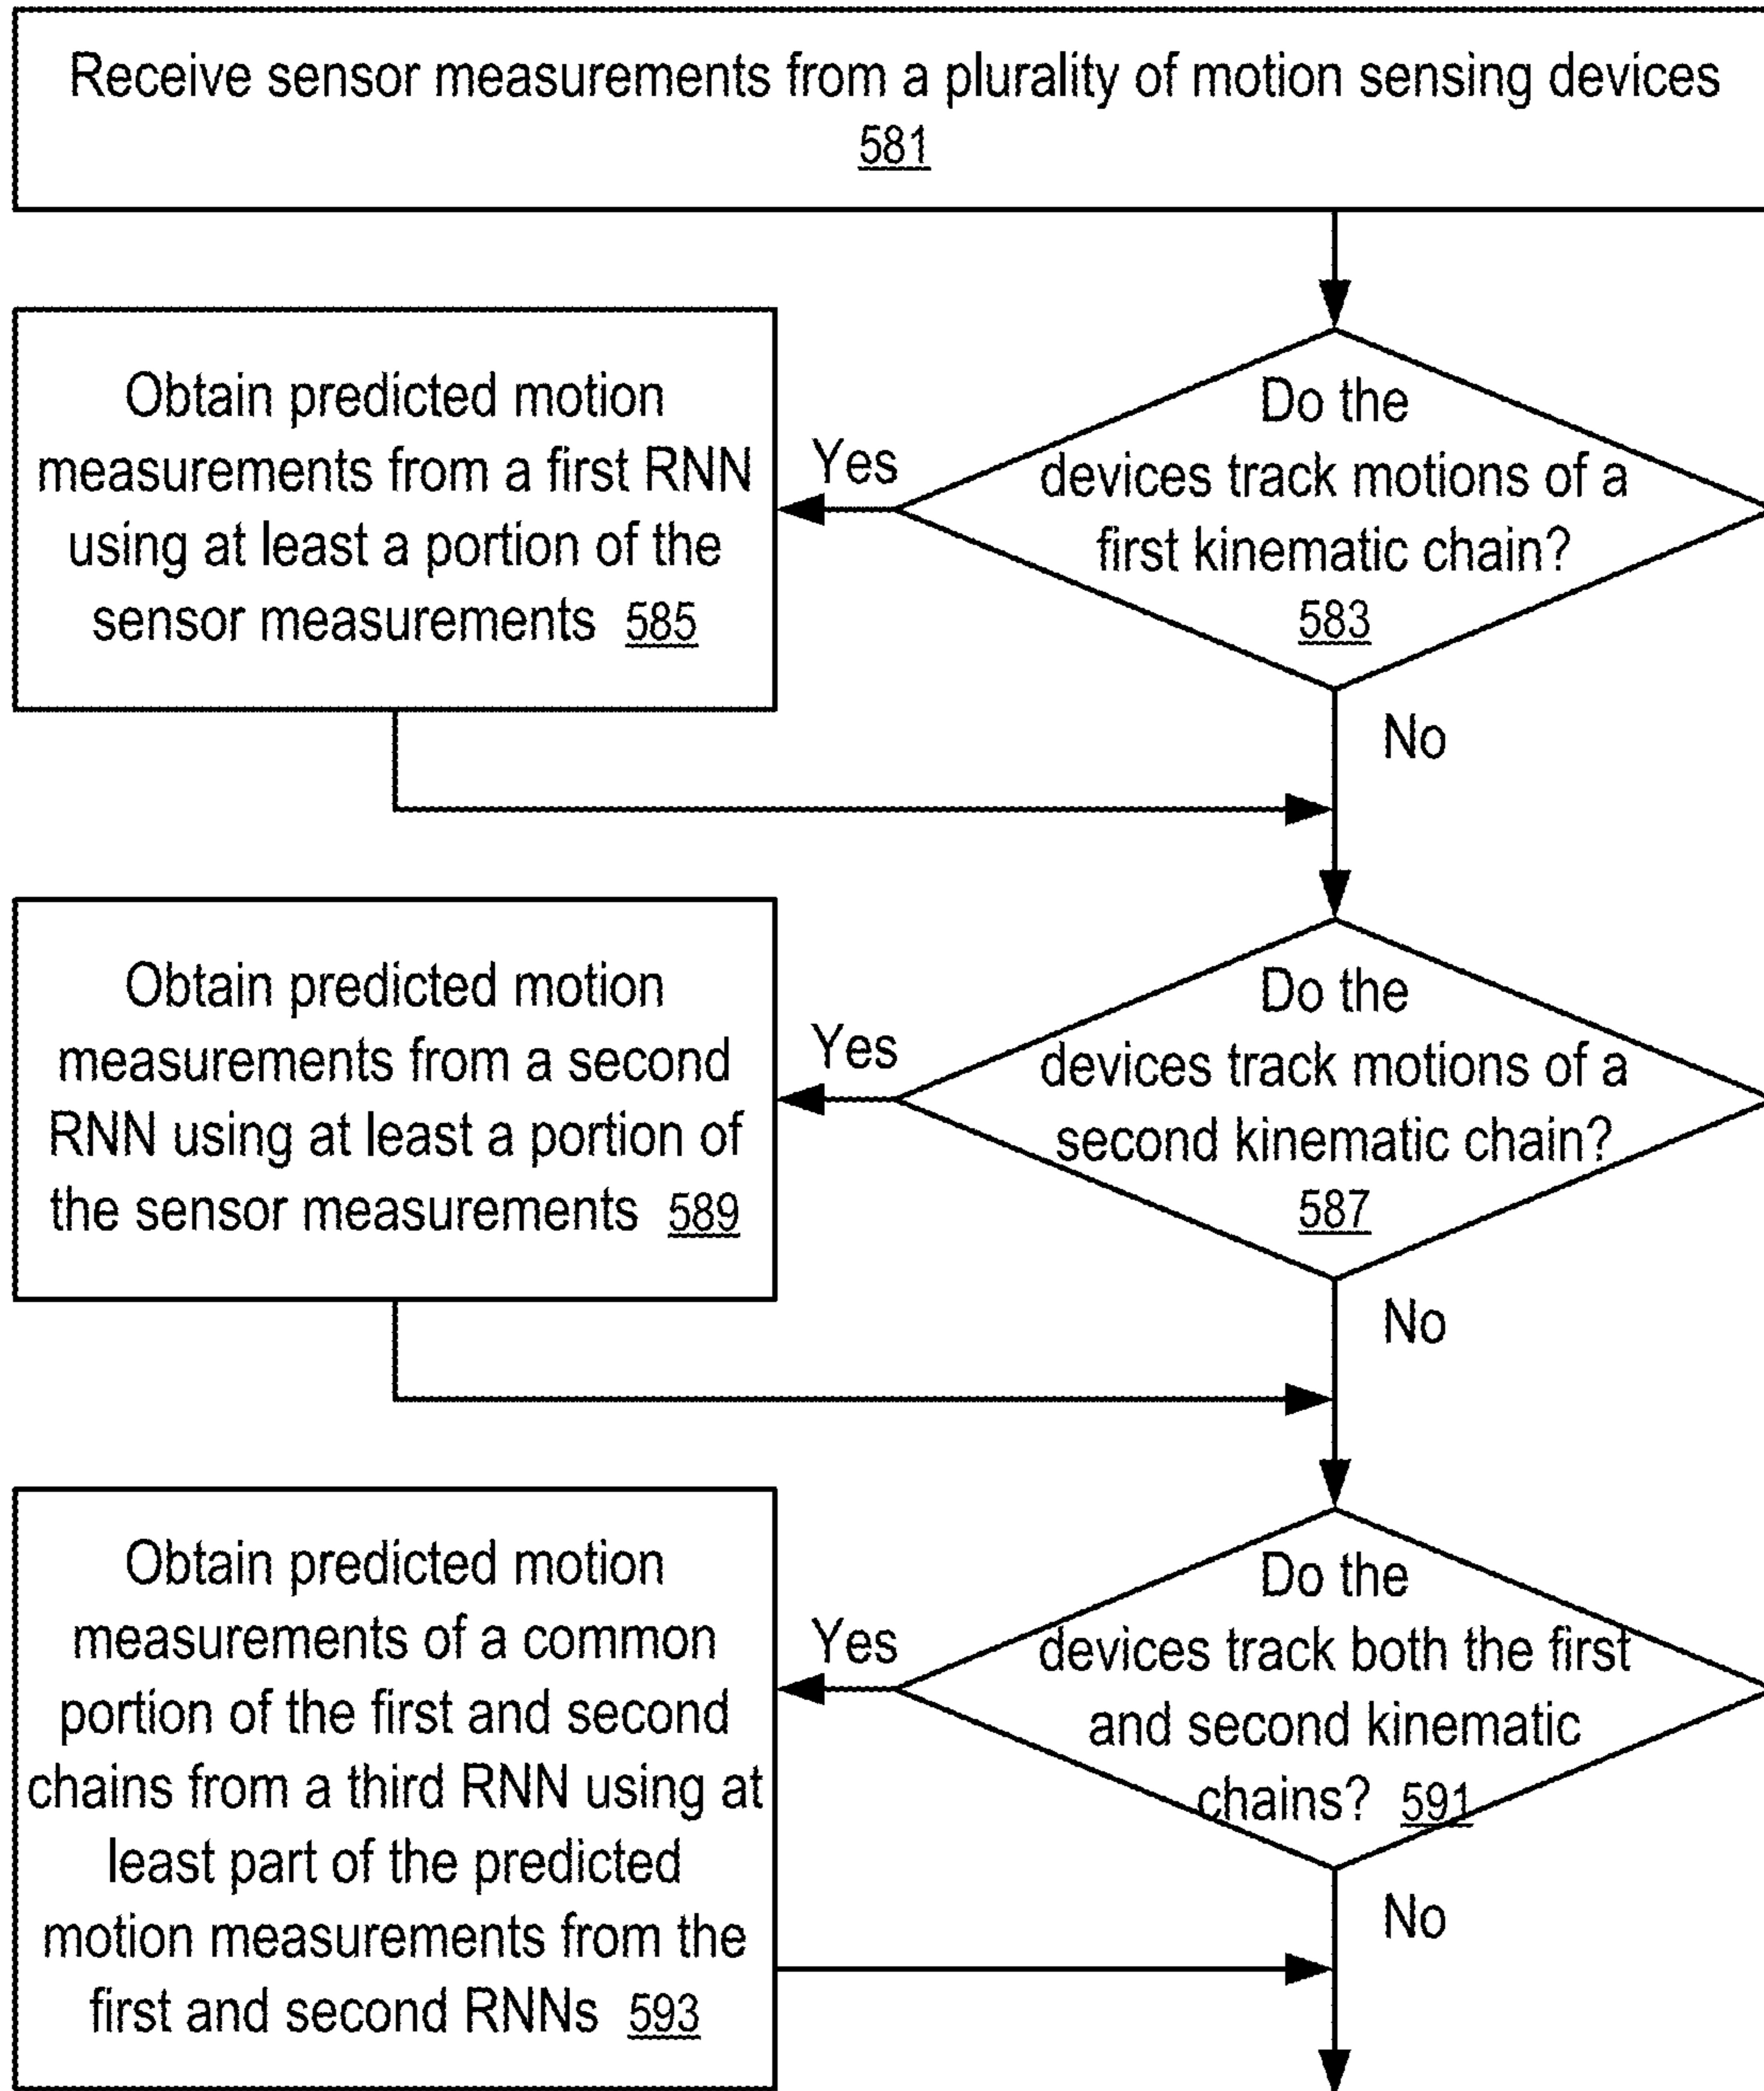 Receive sensor measurements from a plurality of motion sensing devices
581
Do the
devices track motions of a
first kinematic chain?
583
Yes
No
Obtain predicted motion
measurements from a first RNN
using at least a portion of the
sensor measurements 585
Do the
devices track motions of a
second kinematic chain?
587
Yes
No
Obtain predicted motion
measurements from a second
RNN using at least a portion of
the sensor measurements 589
Do the
devices track both the first
and second kinematic
chains? 591
Yes
No
Obtain predicted motion
measurements of a common
portion of the first and second
chains from a third RNN using at
least part of the predicted
motion measurements from the
first and second RNNs 593